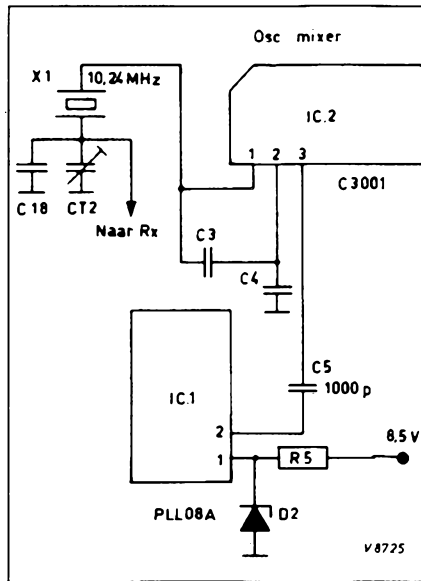 Osc mixer
X1
10,24 MHz
IC.2
1 2 3
C3001
C18
CT2
Naar Rx
C3
C4
C5
1000 p
IC.1
2
1
8,5 V
R5
PLL08A
D2
V8725